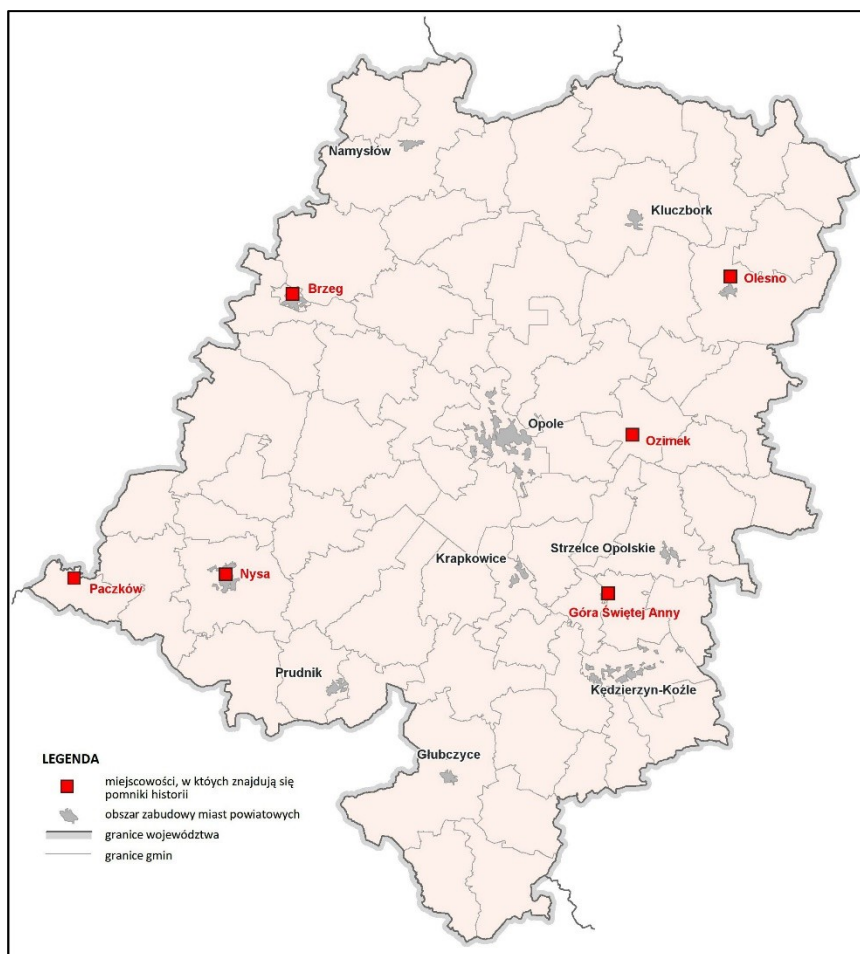 Namysłów
Kluczbork
Olesno
Brzeg
Opole
Ozimek
Strzelce Opolskie
Krapkowice
Nysa
Paczków
Góra Świętej Anny
Prudnik
Kędzierzyn-Koźle
Głubczyce
LEGENDA
miejscowości, w któych znajdują się
pomniki historii
obszar zabudowy miast powiatowych
granice województwa
granice gmin